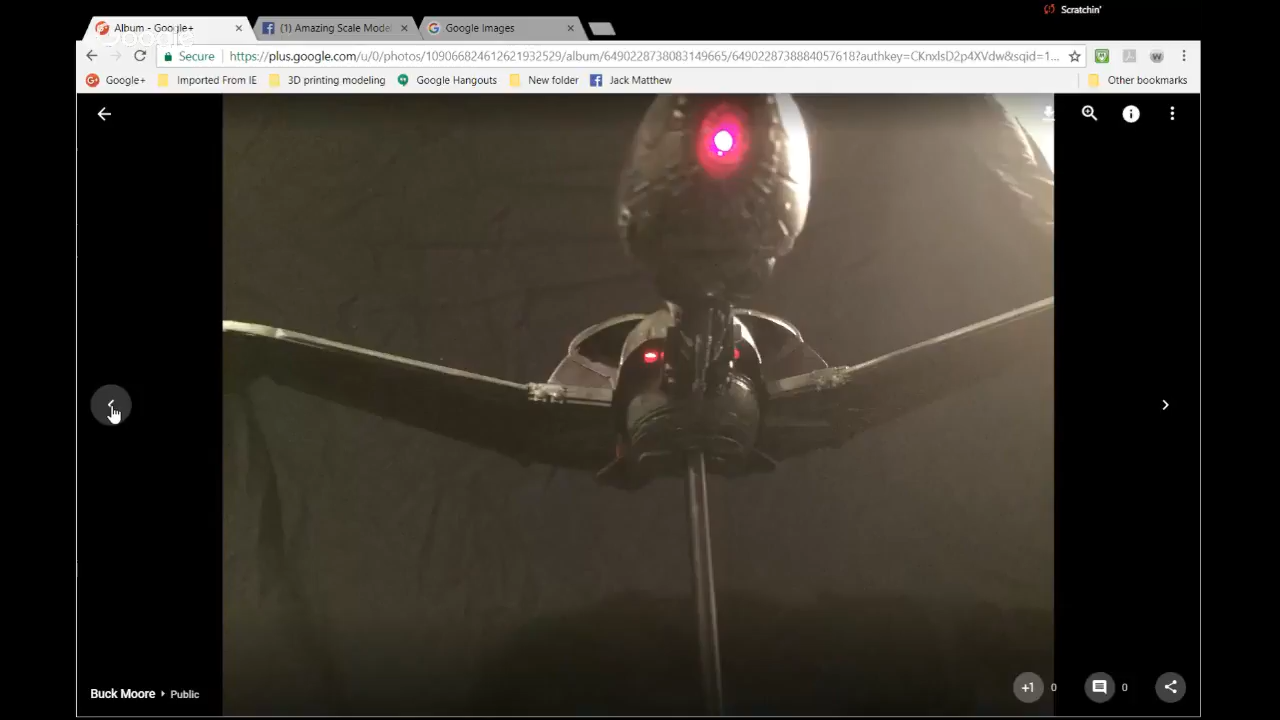 Scratchin'
Album - Google+
(1) Amazing Scale Model
Google Images
Google
Secure
https://plus.google.com/u/0/photos/109066824612621932529/album/6490228738083149665/6490228738884057618?authkey=CKnxlsD2p4XVdw&sqid=1...
Google+
Imported From IE
3D printing modeling
Google Hangouts
New folder
Jack Matthew
Other bookmarks
Buck Moore
Public
+1
0
0